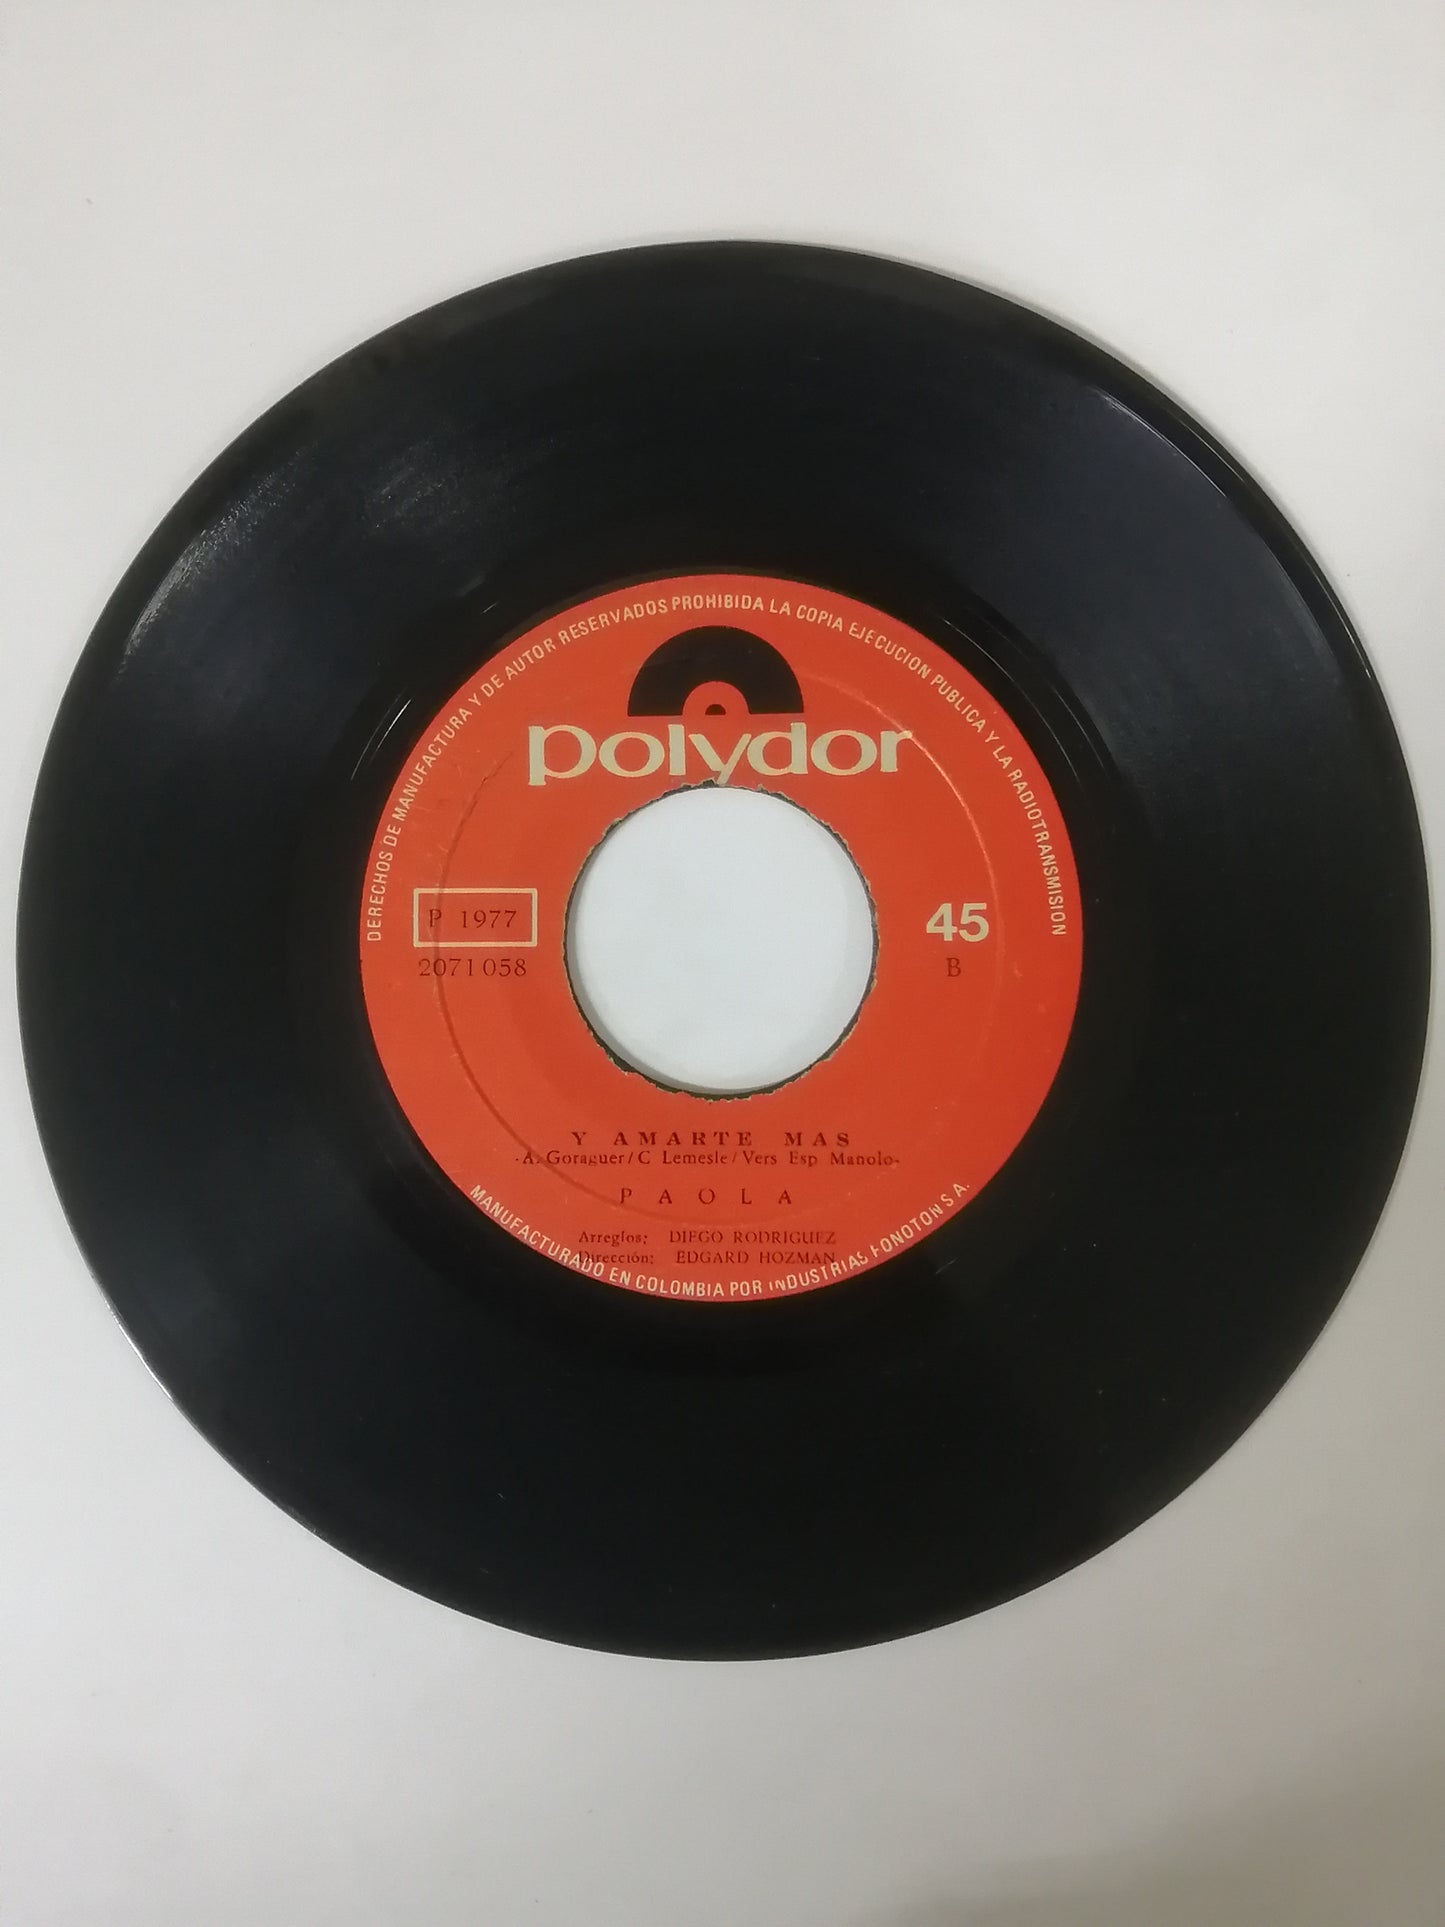 DERECHOS DE MANUFACTURA Y DE AUTOR RESERVADOS PROHIBIDA LA COPIA EJECUCION PUBLICA Y LA RADIOTRANSMISION
polydor
P 1977
2071058
45
B
Y AMARTE MAS
-A. Goraguer/C Lemesle/Vers Esp Manolo-
PAOLA
Arreglos: DIEGO RODRIGUEZ
Dirección: EDGARD HOZMAN
MANUFACTURADO EN COLOMBIA POR INDUSTRIAS FONOTON S A.